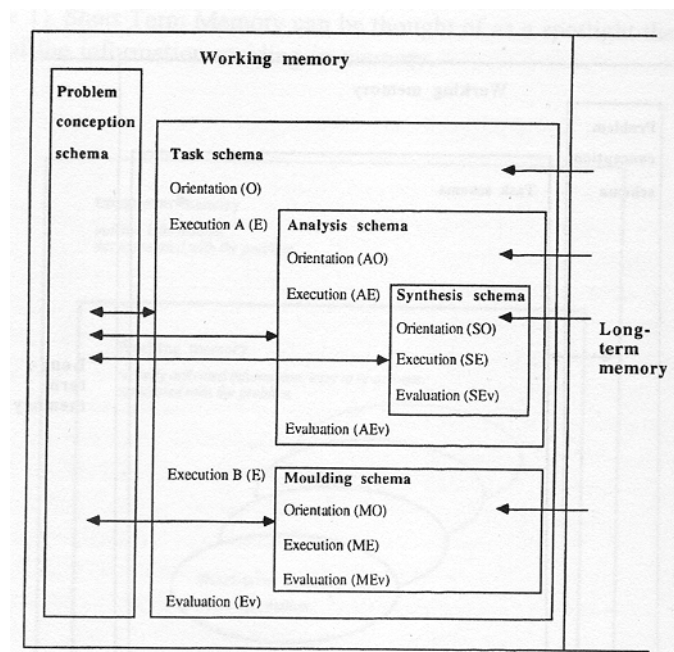 Working memory
Problem
conception
schema
Task schema
Orientation (O)
Execution A (E)
Analysis schema
Orientation (AO)
Execution (AE)
Synthesis schema
Orientation (SO)
Execution (SE)
Evaluation (SEv)
Evaluation (AEv)
Long-
term
memory
Execution B (E)
Moulding schema
Orientation (MO)
Execution (ME)
Evaluation (MEv)
Evaluation (Ev)